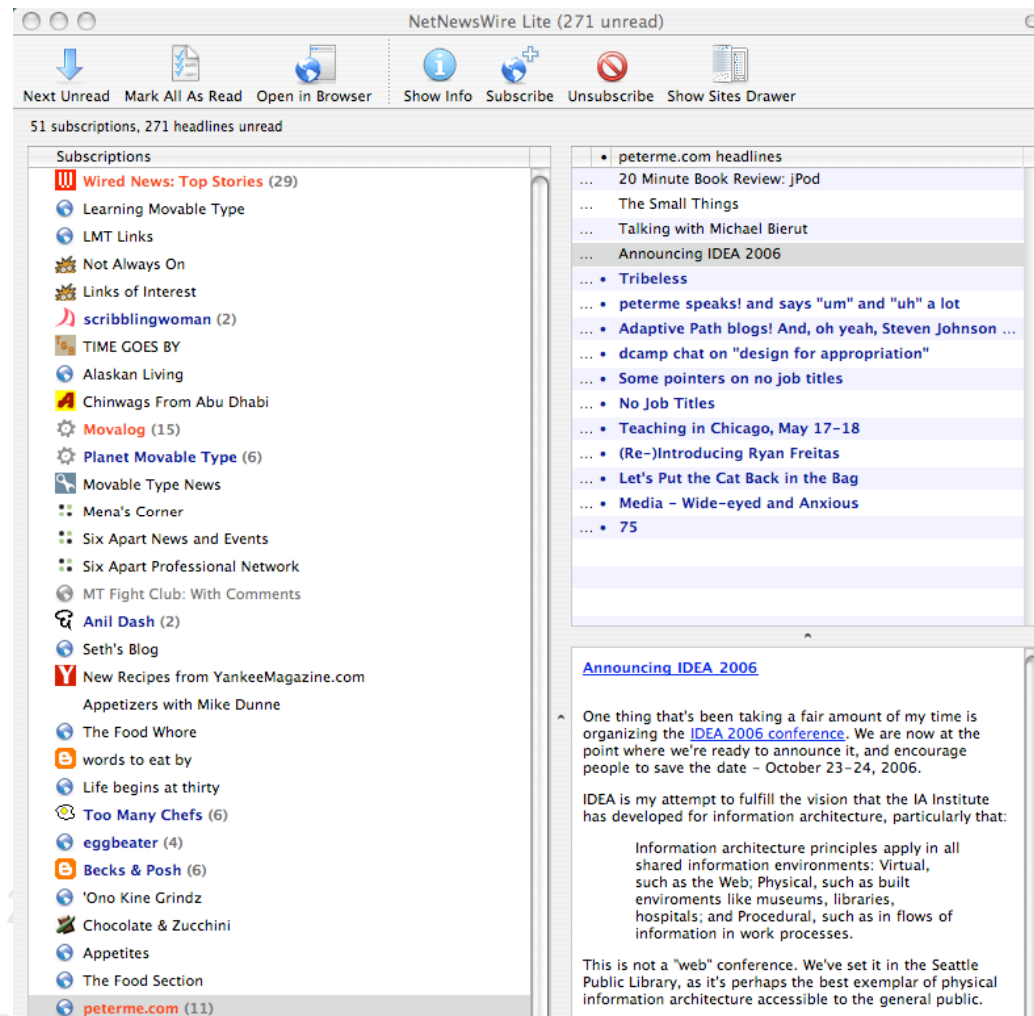 NetNewsWire Lite (271 unread)
Next Unread Mark All As Read Open in Browser Show Info Subscribe Unsubscribe Show Sites Drawer
51 subscriptions, 271 headlines unread
Subscriptions
Wired News: Top Stories (29)
Learning Movable Type
LMT Links
Not Always On
Links of Interest
scribblingwoman (2)
TGB TIME GOES BY
Alaskan Living
Chinwags From Abu Dhabi
Movalog (15)
Planet Movable Type (6)
Movable Type News
Mena's Corner
Six Apart News and Events
Six Apart Professional Network
MT Fight Club: With Comments
Anil Dash (2)
Seth's Blog
Y New Recipes from YankeeMagazine.com
Appetizers with Mike Dunne
The Food Whore
words to eat by
Life begins at thirty
Too Many Chefs (6)
eggbeater (4)
Becks & Posh (6)
'Ono Kine Grindz
Chocolate & Zucchini
Appetites
The Food Section
peterme.com (11)
• peterme.com headlines
... 20 Minute Book Review: jPod
... The Small Things
... Talking with Michael Bierut
... Announcing IDEA 2006
... • Tribeless
... • peterme speaks! and says "um" and "uh" a lot
... • Adaptive Path blogs! And, oh yeah, Steven Johnson ...
... • dcamp chat on "design for appropriation"
... • Some pointers on no job titles
... • No Job Titles
... • Teaching in Chicago, May 17-18
... • (Re-)Introducing Ryan Freitas
... • Let's Put the Cat Back in the Bag
... • Media – Wide-eyed and Anxious
... • 75
Announcing IDEA 2006
One thing that's been taking a fair amount of my time is
organizing the IDEA 2006 conference. We are now at the
point where we're ready to announce it, and encourage
people to save the date – October 23-24, 2006.
IDEA is my attempt to fulfill the vision that the IA Institute
has developed for information architecture, particularly that:
Information architecture principles apply in all
shared information environments: Virtual,
such as the Web; Physical, such as built
enviroments like museums, libraries,
hospitals; and Procedural, such as in flows of
information in work processes.
This is not a "web" conference. We've set it in the Seattle
Public Library, as it's perhaps the best exemplar of physical
information architecture accessible to the general public.